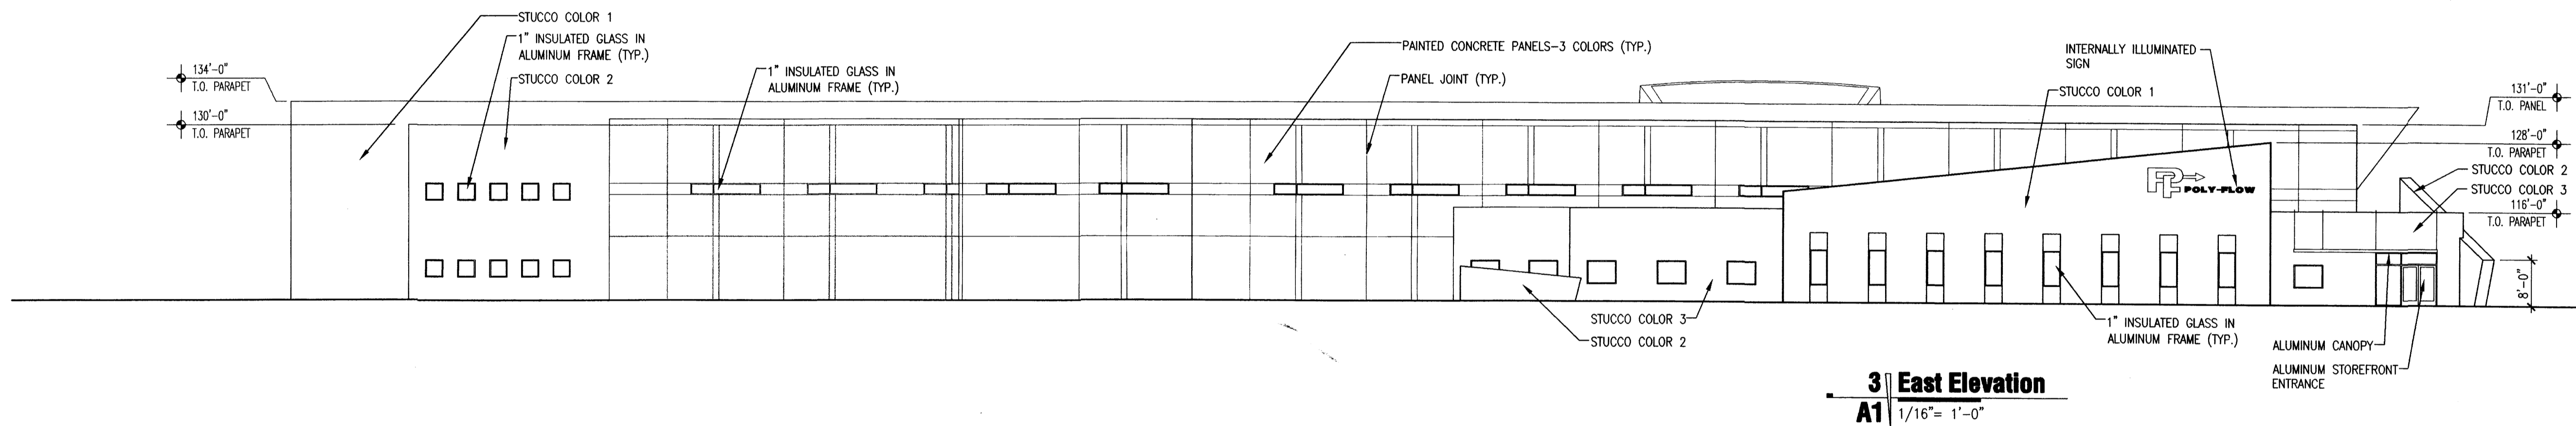 STUCCO COLOR 1
1" INSULATED GLASS IN
ALUMINUM FRAME (TYP.)
STUCCO COLOR 2
134'-0"
T.O. PARAPET
130'-0"
T.O. PARAPET
1" INSULATED GLASS IN
ALUMINUM FRAME (TYP.)
PAINTED CONCRETE PANELS-3 COLORS (TYP.)
PANEL JOINT (TYP.)
INTERNALLY ILLUMINATED
SIGN
STUCCO COLOR 1
131'-0"
T.O. PANEL
128'-0"
T.O. PARAPET
STUCCO COLOR 2
STUCCO COLOR 3
116'-0"
T.O. PARAPET
PF
POLY-FLOW
8'-0"
STUCCO COLOR 3
STUCCO COLOR 2
1" INSULATED GLASS IN
ALUMINUM FRAME (TYP.)
ALUMINUM CANOPY
ALUMINUM STOREFRONT
ENTRANCE
3 East Elevation
A1 1/16"= 1'-0"